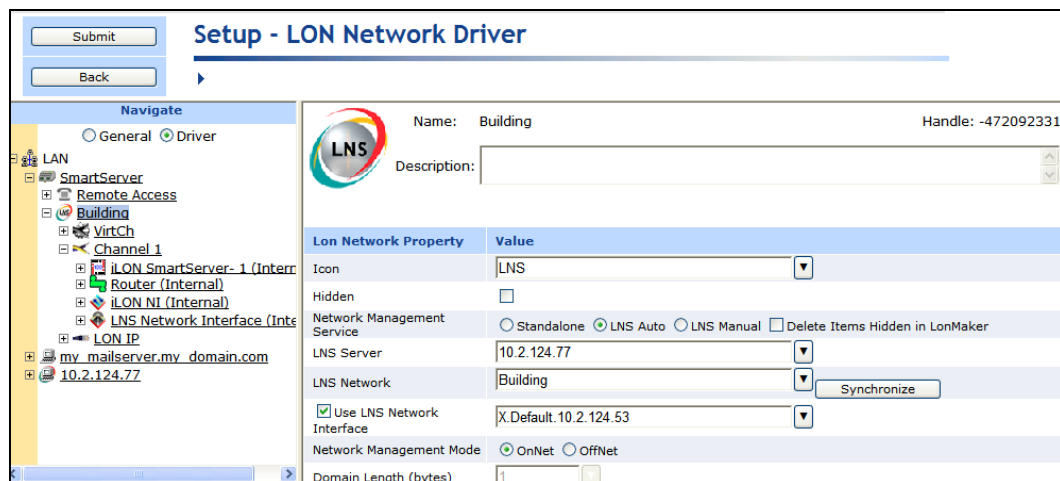 Submit
Setup - LON Network Driver
Back
Navigate
General Driver
LAN
SmartServer
Remote Access
Building
VirtCh
Channel 1
iLON SmartServer- 1 (Intern
Router (Internal)
iLON NI (Internal)
LNS Network Interface (Inte
LON IP
my_mailserver.my_domain.com
10.2.124.77
LNS
Name: Building Handle: -472092331
Description:
Lon Network Property Value
Icon LNS
Hidden
Network Management Service Standalone LNS Auto LNS Manual Delete Items Hidden in LonMaker
LNS Server 10.2.124.77
LNS Network Building Synchronize
Use LNS Network Interface X.Default.10.2.124.53
Network Management Mode OnNet OffNet
Domain Length (bytes) 1